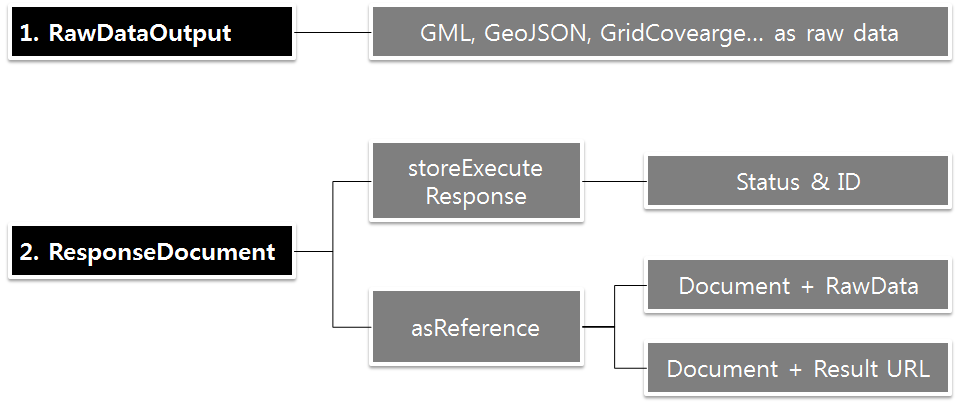 1. RawDataOutput
GML, GeoJSON, GridCovearge... as raw data
storeExecute
Response
Status & ID
2. ResponseDocument
Document + RawData
asReference
Document + Result URL